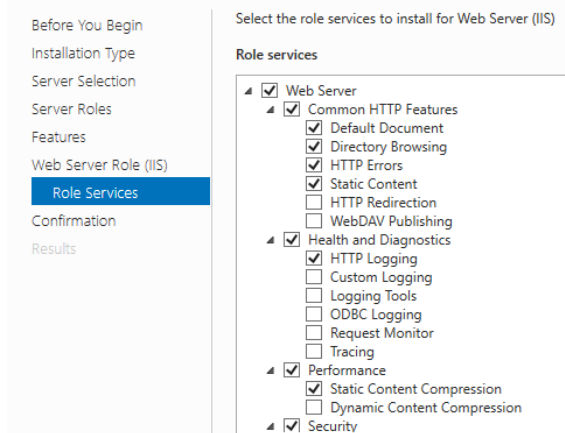 Before You Begin
Installation Type
Server Selection
Server Roles
Features
Web Server Role (IIS)
Role Services
Confirmation
Results
Select the role services to install for Web Server (IIS)
Role services
Web Server
Common HTTP Features
Default Document
Directory Browsing
HTTP Errors
Static Content
HTTP Redirection
WebDAV Publishing
Health and Diagnostics
HTTP Logging
Custom Logging
Logging Tools
ODBC Logging
Request Monitor
Tracing
Performance
Static Content Compression
Dynamic Content Compression
Security